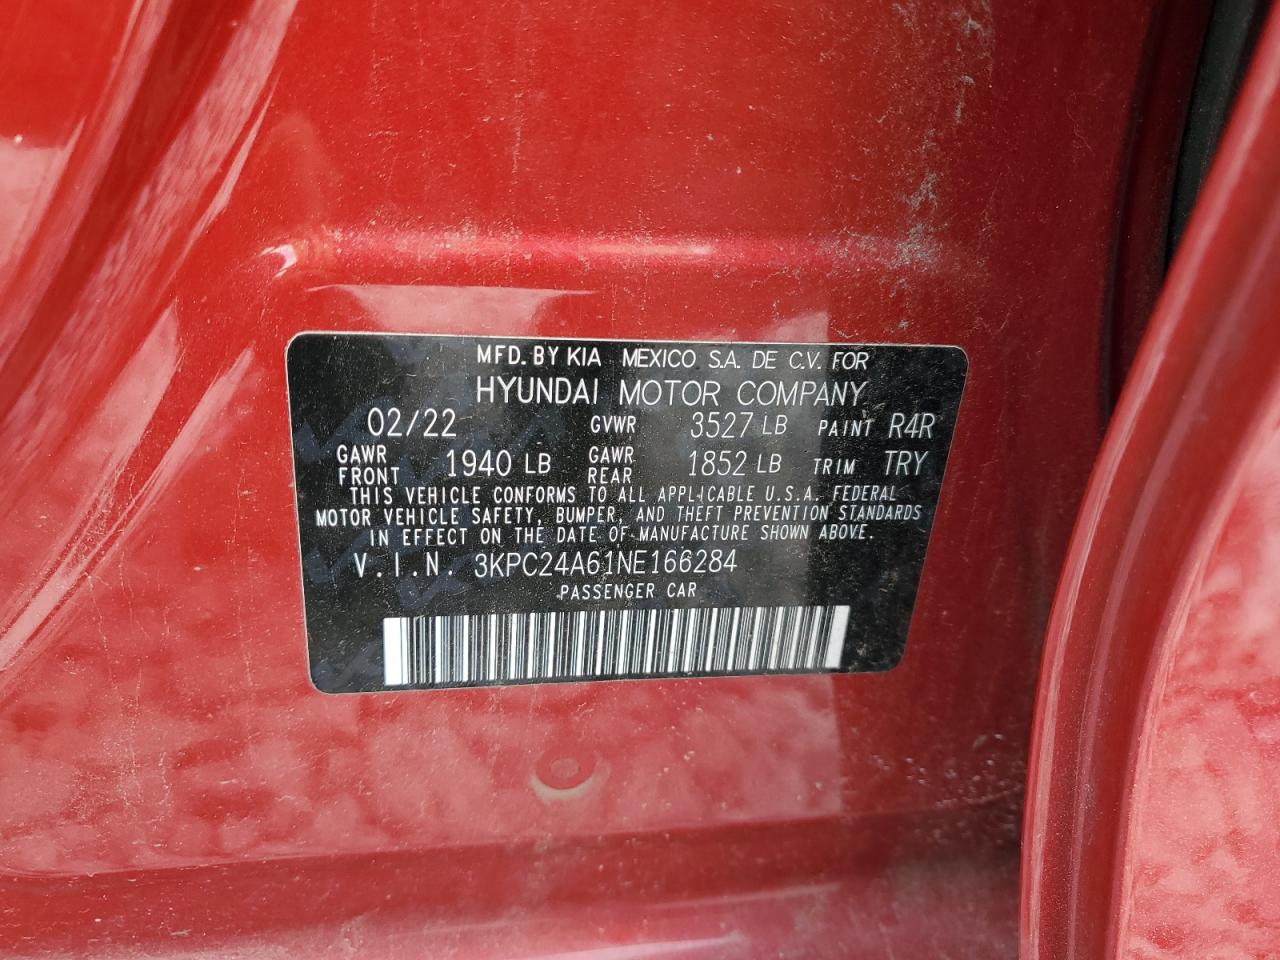 MFD. BY KIA MEXICO S.A. DE C.V. FOR
HYUNDAI MOTOR COMPANY
02/22 GVWR 3527 LB PAINT R4R
GAWR FRONT 1940 LB GAWR REAR 1852 LB TRIM TRY
THIS VEHICLE CONFORMS TO ALL APPLICABLE U.S.A. FEDERAL
MOTOR VEHICLE SAFETY, BUMPER, AND THEFT PREVENTION STANDARDS
IN EFFECT ON THE DATE OF MANUFACTURE SHOWN ABOVE.
V.I.N. 3KPC24A61NE166284
PASSENGER CAR